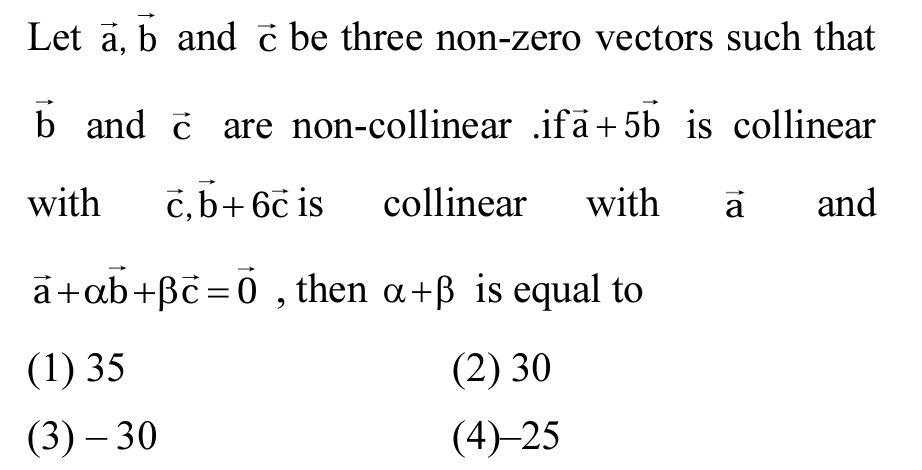 Let a⃗, b⃗ and c⃗ be three non-zero vectors such that
b⃗ and c⃗ are non-collinear .if a⃗ + 5b⃗ is collinear
with c⃗, b⃗ + 6c⃗ is collinear with a⃗ and
a⃗ + αb⃗ + βc⃗ = 0⃗ , then α+β is equal to
(1) 35 (2) 30
(3) – 30 (4)–25